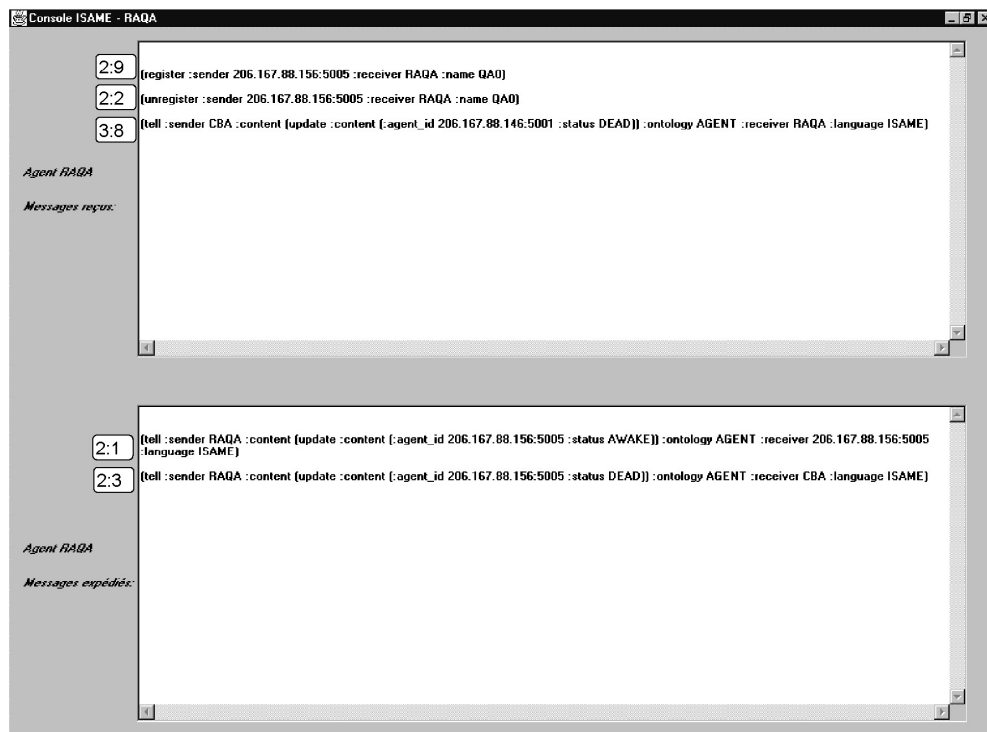 Console ISAME - RAQA
2:9
(register :sender 206.167.88.156:5005 :receiver RAQA :name QA0)
2:2
(unregister :sender 206.167.88.156:5005 :receiver RAQA :name QA0)
3:8
(tell :sender CBA :content (update :content (:agent_id 206.167.88.146:5001 :status DEAD)) :ontology AGENT :receiver RAQA :language ISAME)
Agent RAQA
Messages reçus:
2:1
(tell :sender RAQA :content (update :content (:agent_id 206.167.88.156:5005 :status AWAKE)) :ontology AGENT :receiver 206.167.88.156:5005
:language ISAME)
2:3
(tell :sender RAQA :content (update :content (:agent_id 206.167.88.156:5005 :status DEAD)) :ontology AGENT :receiver CBA :language ISAME)
Agent RAQA
Messages expédiés: